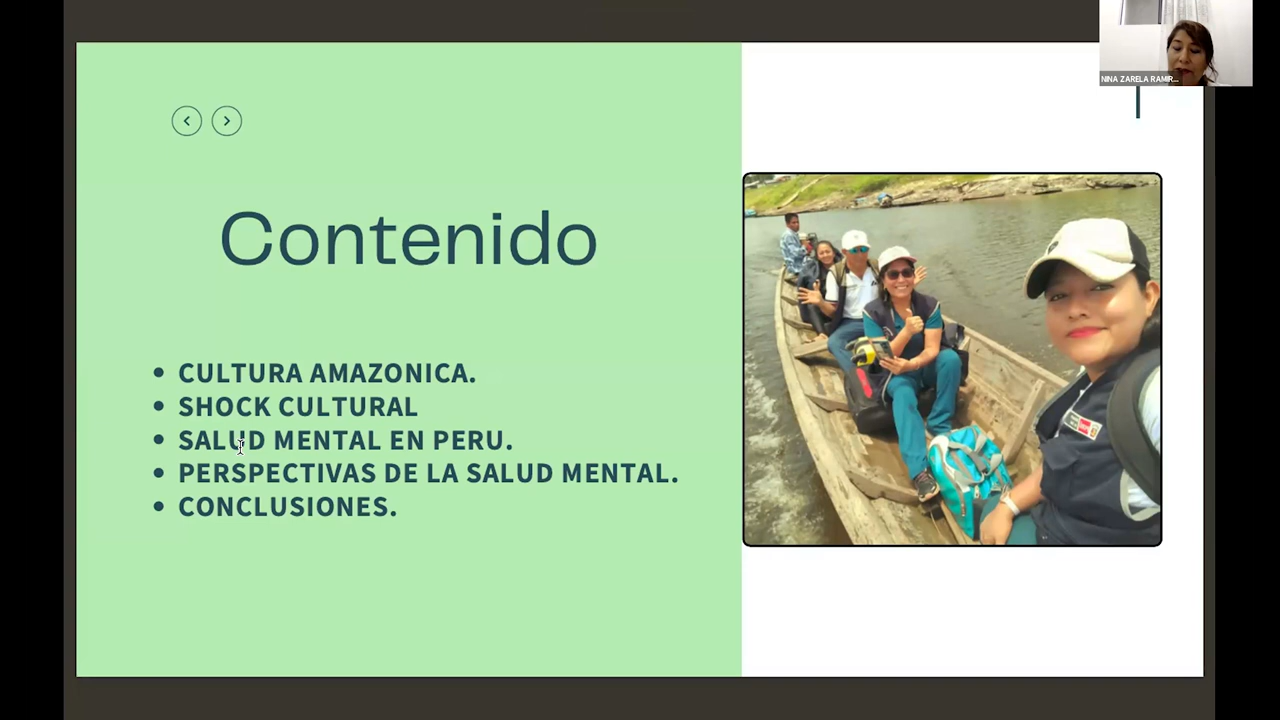 NINA ZARELA RAMIR...
Contenido
• CULTURA AMAZONICA.
• SHOCK CULTURAL
• SALUD MENTAL EN PERU.
• PERSPECTIVAS DE LA SALUD MENTAL.
• CONCLUSIONES.